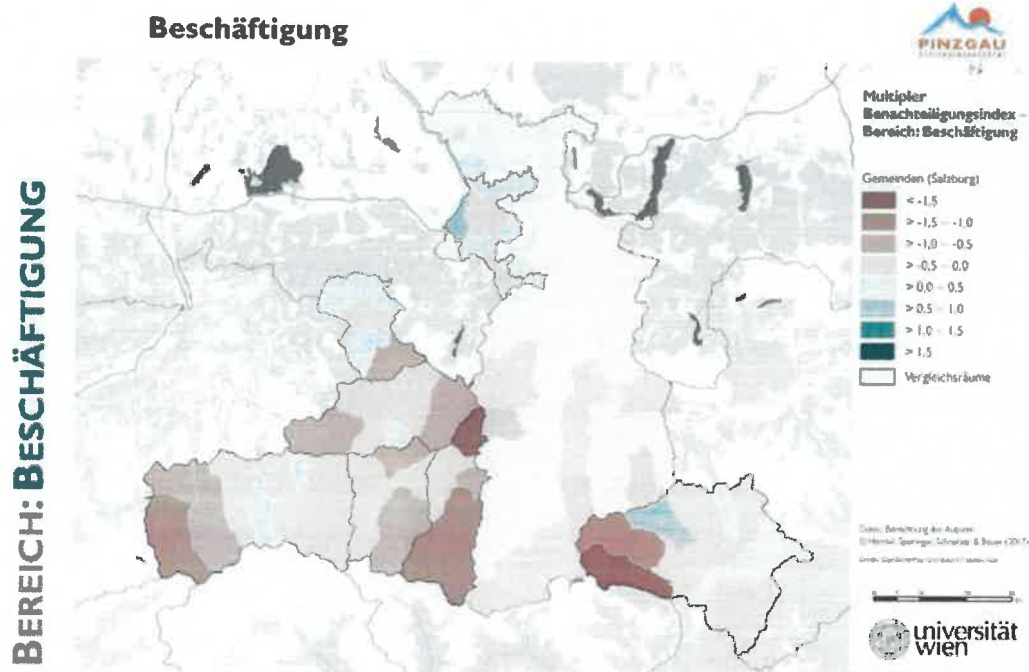 Beschäftigung
BEREICH: BESCHÄFTIGUNG
PINZGAU
Multipler
Benachteiligungsindex –
Bereich: Beschäftigung
Gemeinden (Salzburg)
< -1,5
> -1,5 – -1,0
> -1,0 – -0,5
> -0,5 – 0,0
> 0,0 – 0,5
> 0,5 – 1,0
> 1,0 – 1,5
> 1,5
Vergleichsräume
universität
wien